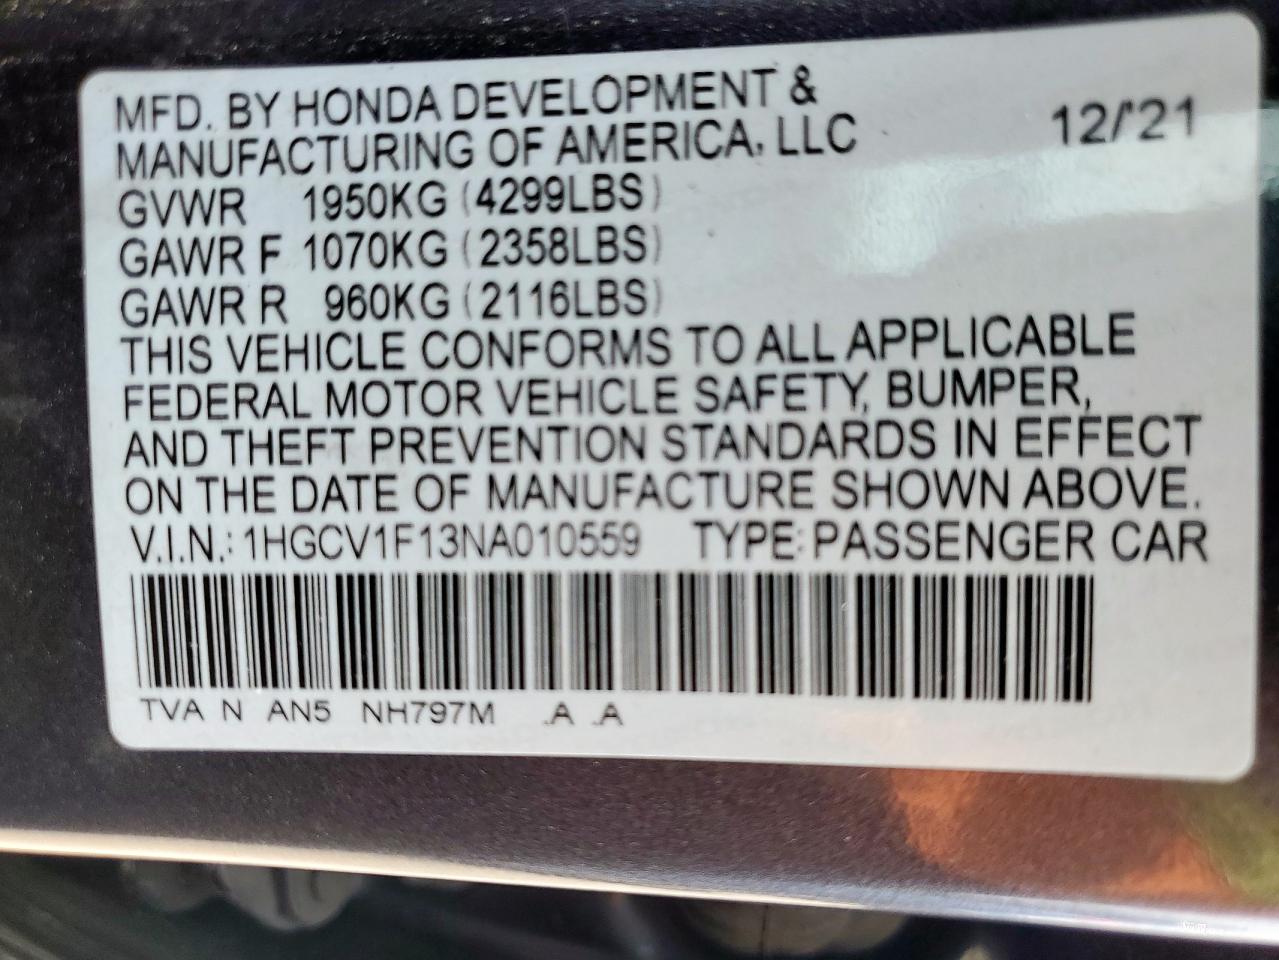 MFD. BY HONDA DEVELOPMENT &
MANUFACTURING OF AMERICA, LLC 12/'21
GVWR 1950KG (4299LBS)
GAWR F 1070KG (2358LBS)
GAWR R 960KG (2116LBS)
THIS VEHICLE CONFORMS TO ALL APPLICABLE
FEDERAL MOTOR VEHICLE SAFETY, BUMPER,
AND THEFT PREVENTION STANDARDS IN EFFECT
ON THE DATE OF MANUFACTURE SHOWN ABOVE.
V.I.N.: 1HGCV1F13NA010559 TYPE: PASSENGER CAR
TVA N AN5 NH797M .A .A